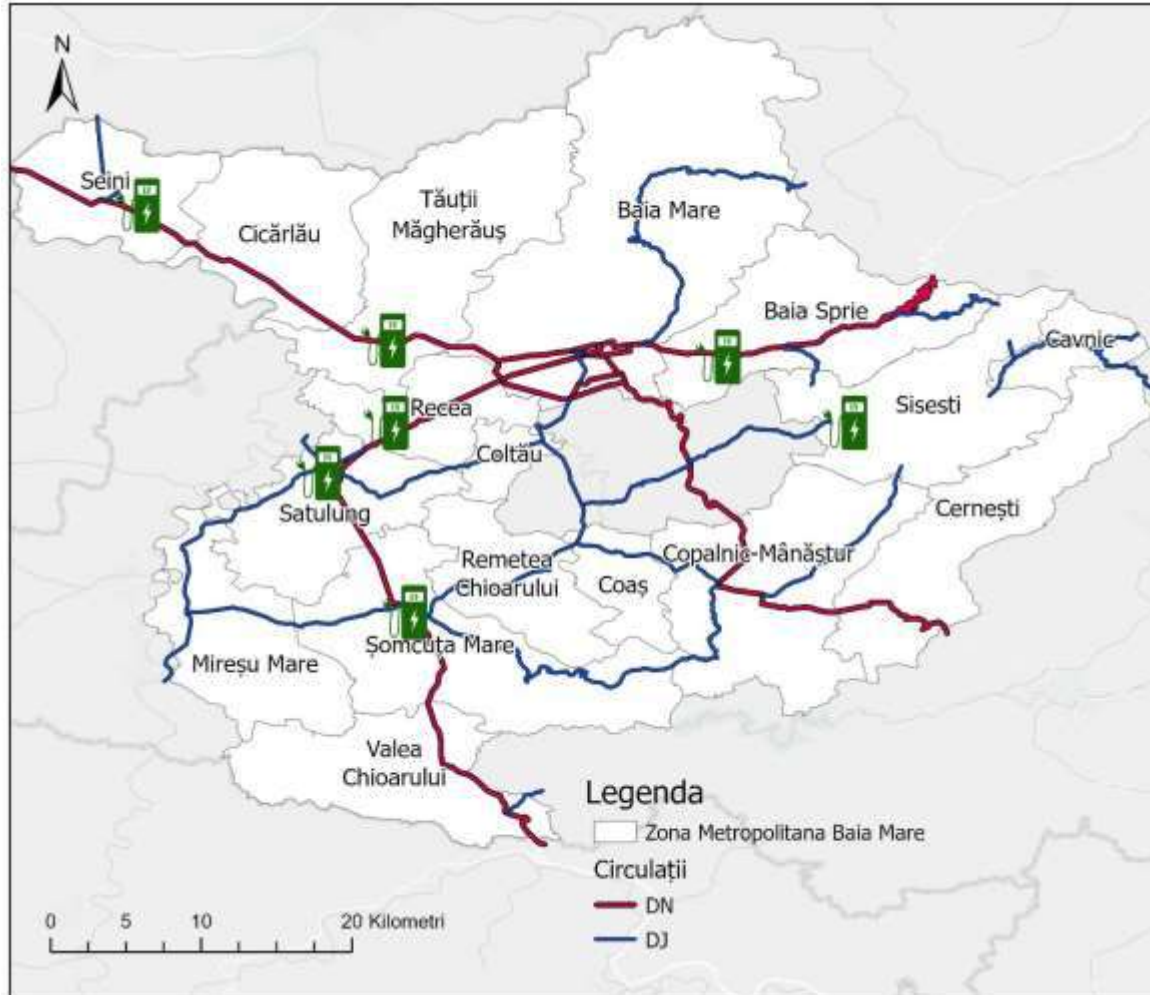 N
Seini
Cicărlău
Tăuții
Măgherăuș
Baia Mare
Baia Sprie
Cavnic
Sisesti
Recea
Coltău
Satulung
Cernești
Copalnic-Mănăștur
Remetea
Chioarului
Coaș
Șomcuta Mare
Mireșu Mare
Valea
Chioarului
Legenda
Zona Metropolitana Baia Mare
Circulații
DN
DJ
0 5 10 20 Kilometri